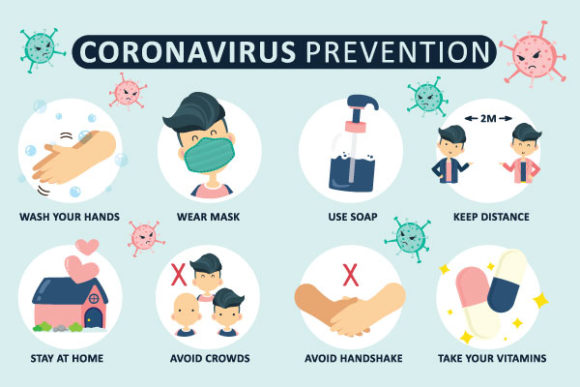 CORONAVIRUS PREVENTION
2M
WASH YOUR HANDS
WEAR MASK
USE SOAP
KEEP DISTANCE
X
X
STAY AT HOME
AVOID CROWDS
AVOID HANDSHAKE
TAKE YOUR VITAMINS